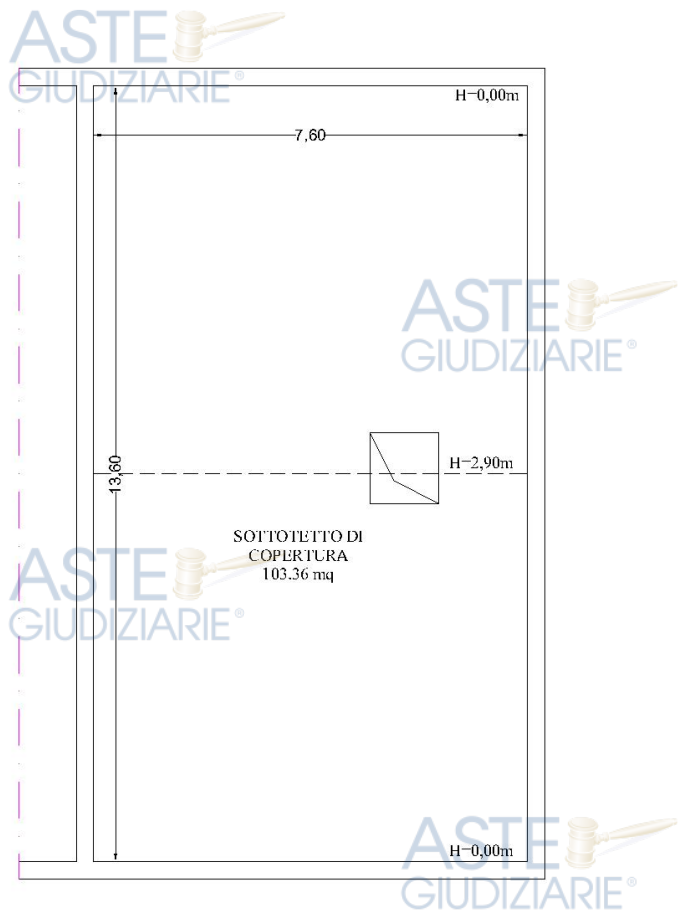 ASTE
GIUDIZIARIE®
H=0,00m
7,60
ASTE
GIUDIZIARIE®
H=2,90m
13,60
SOTTOTETTO DI
COPERTURA
103.36 mq
ASTE
GIUDIZIARIE®
H=0,00m
ASTE
GIUDIZIARIE®